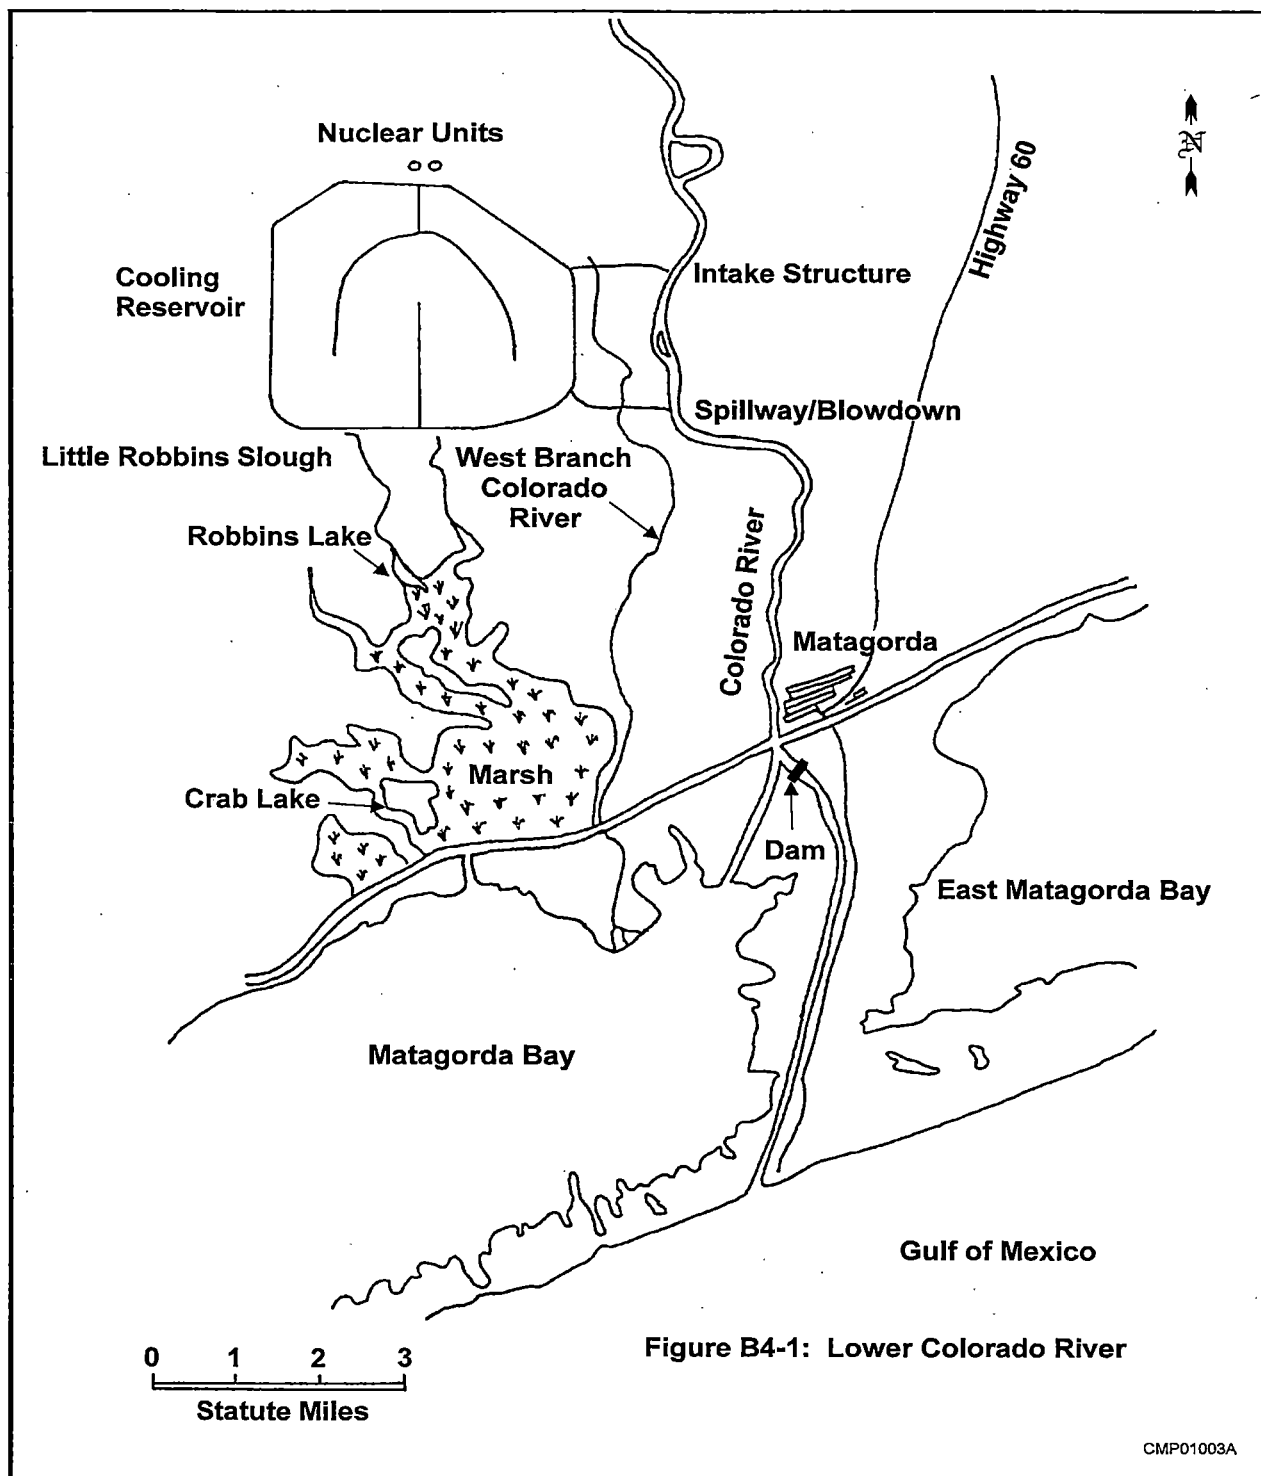 Nuclear Units
Highway 60
Cooling
Reservoir
Intake Structure
Spillway/Blowdown
Little Robbins Slough
West Branch
Colorado
River
Robbins Lake
Colorado River
Matagorda
Marsh
Crab Lake
Dam
East Matagorda Bay
Matagorda Bay
Gulf of Mexico
Figure B4-1: Lower Colorado River
0 1 2 3
Statute Miles
CMP01003A